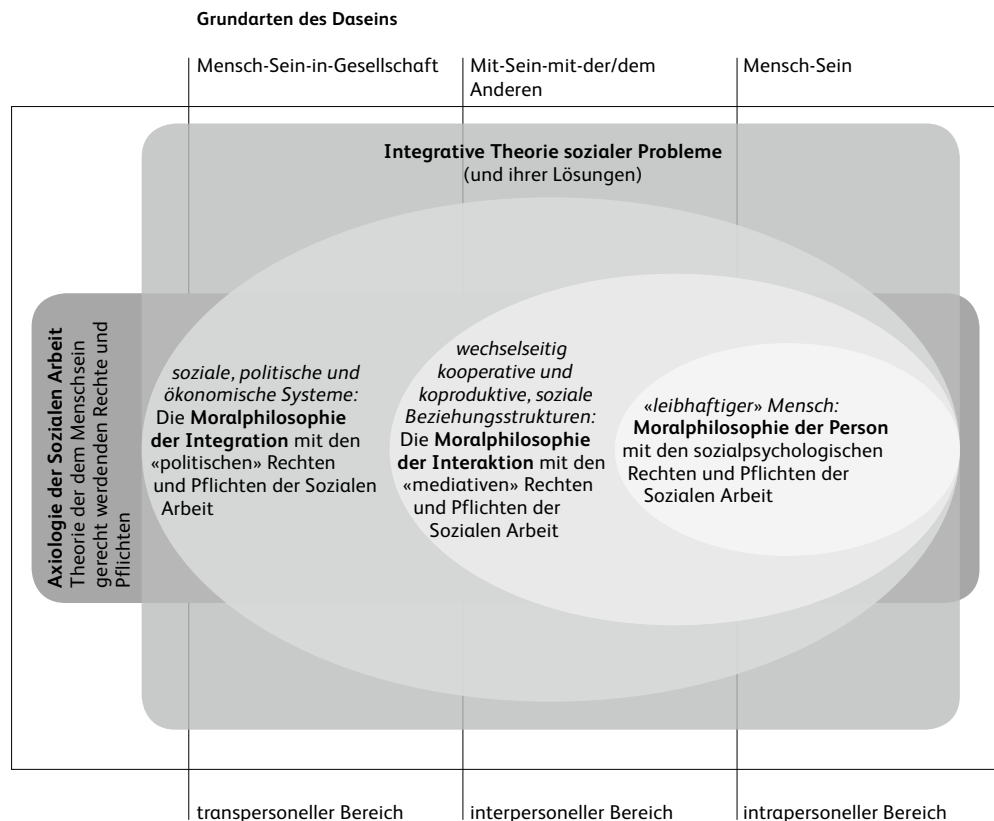 Grundarten des Daseins
Mensch-Sein-in-Gesellschaft
Mit-Sein-mit-der/dem
Anderen
Mensch-Sein
Integrative Theorie sozialer Probleme
(und ihrer Lösungen)
Axiologie der Sozialen Arbeit
Theorie der dem Menschsein
gerecht werdenden Rechte und
Pflichten
soziale, politische und
ökonomische Systeme:
Die Moralphilosophie
der Integration mit den
«politischen» Rechten
und Pflichten der Sozialen
Arbeit
wechselseitig
kooperative und
koproduktive, soziale
Beziehungsstrukturen:
Die Moralphilosophie
der Interaktion mit den
«mediativen» Rechten
und Pflichten der
Sozialen Arbeit
«leibhaftiger» Mensch:
Moralphilosophie der Person
mit den sozialpsychologischen
Rechten und Pflichten der
Sozialen Arbeit
transpersoneller Bereich
interpersoneller Bereich
intrapersoneller Bereich